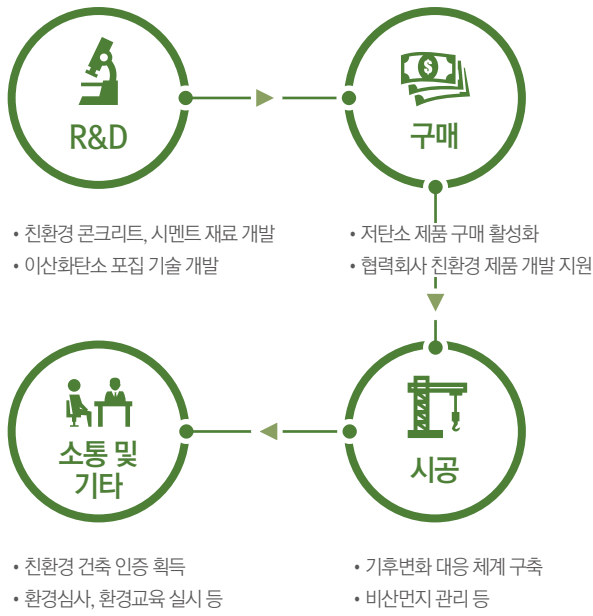 R&D
• 친환경 콘크리트, 시멘트 재료 개발
• 이산화탄소 포집 기술 개발
구매
• 저탄소 제품 구매 활성화
• 협력회사 친환경 제품 개발 지원
시공
• 기후변화 대응 체계 구축
• 비산먼지 관리 등
소통 및
기타
• 친환경 건축 인증 획득
• 환경심사, 환경교육 실시 등